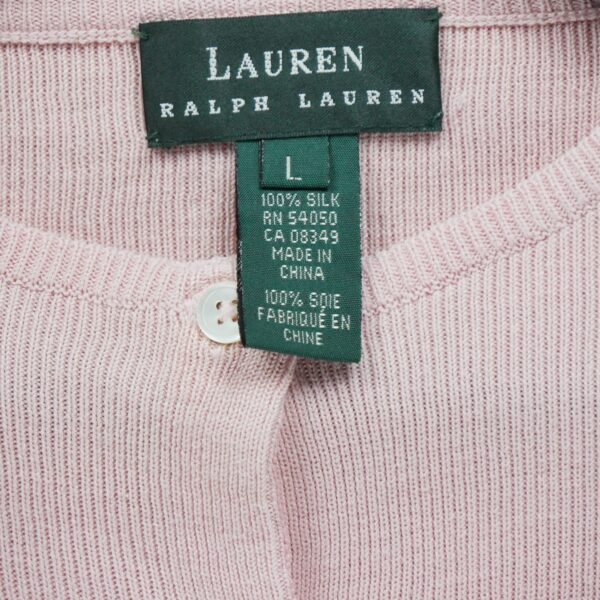 LAUREN
RALPH LAUREN
L
100% SILK
RN 54050
CA 08349
MADE IN
CHINA
100% SOIE
FABRIQUÉ EN
CHINE